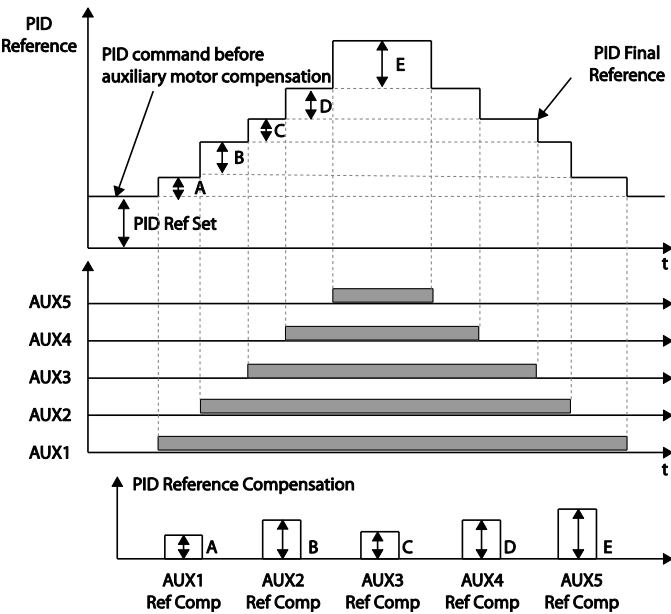 PID
Reference
PID command before
auxiliary motor compensation
PID Final
Reference
E
D
C
B
A
PID Ref Set
t
AUX5
AUX4
AUX3
AUX2
AUX1
t
PID Reference Compensation
A
B
C
D
E
AUX1
Ref Comp
AUX2
Ref Comp
AUX3
Ref Comp
AUX4
Ref Comp
AUX5
Ref Comp